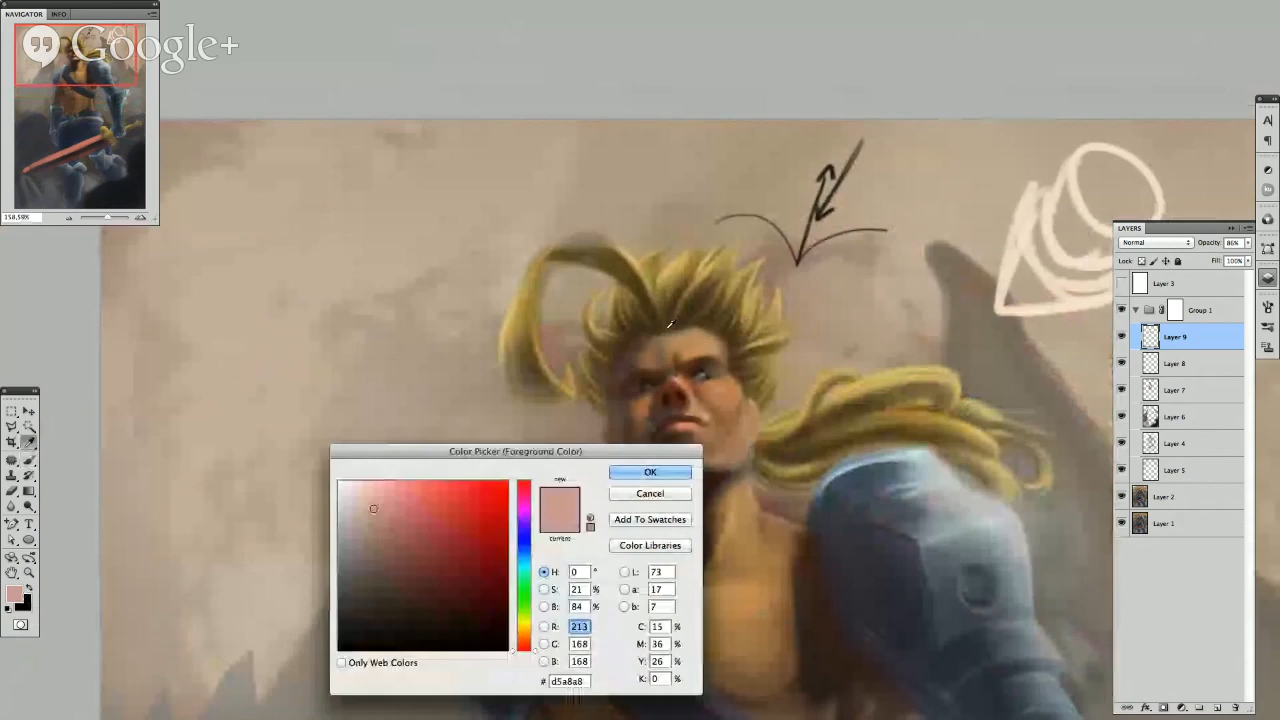 NAVIGATOR INFO
Google+
LAYERS
Normal Opacity: 86%
Lock: Fill: 100%
Layer 3
Group 1
Layer 9
Layer 8
Layer 7
Layer 6
Layer 4
Layer 5
Layer 2
Layer 1
Color Picker (Foreground Color)
new
current
OK
Cancel
Add To Swatches
Color Libraries
H: 0 ° L: 73
S: 21 % a: 17
B: 84 % b: 7
R: 213 C: 15 %
G: 168 M: 36 %
B: 168 Y: 26 %
# d5a8a8 K: 0 %
Only Web Colors